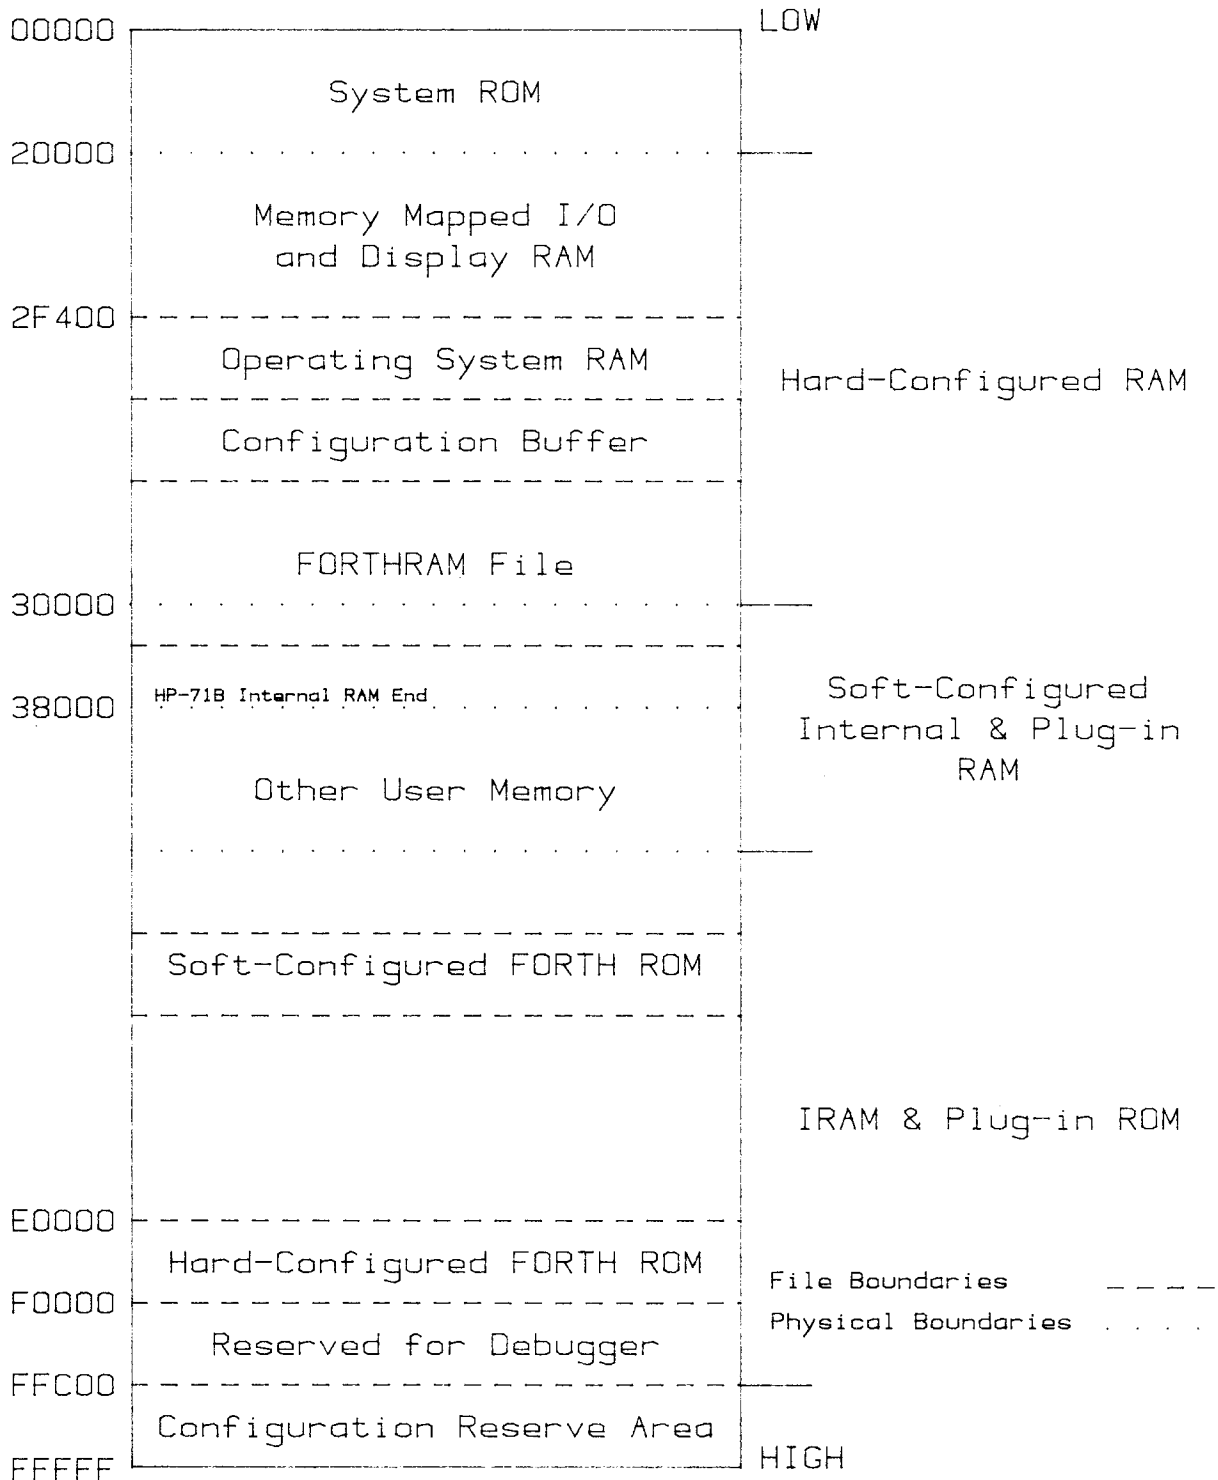 00000
LOW
System ROM
20000
Memory Mapped I/O
and Display RAM
2F400
Operating System RAM
Hard-Configured RAM
Configuration Buffer
FORTHRAM File
30000
HP-71B Internal RAM End
38000
Soft-Configured
Internal & Plug-in
RAM
Other User Memory
Soft-Configured FORTH ROM
IRAM & Plug-in ROM
E0000
Hard-Configured FORTH ROM
File Boundaries
F0000
Physical Boundaries
Reserved for Debugger
FFC00
Configuration Reserve Area
HIGH
FFFFF